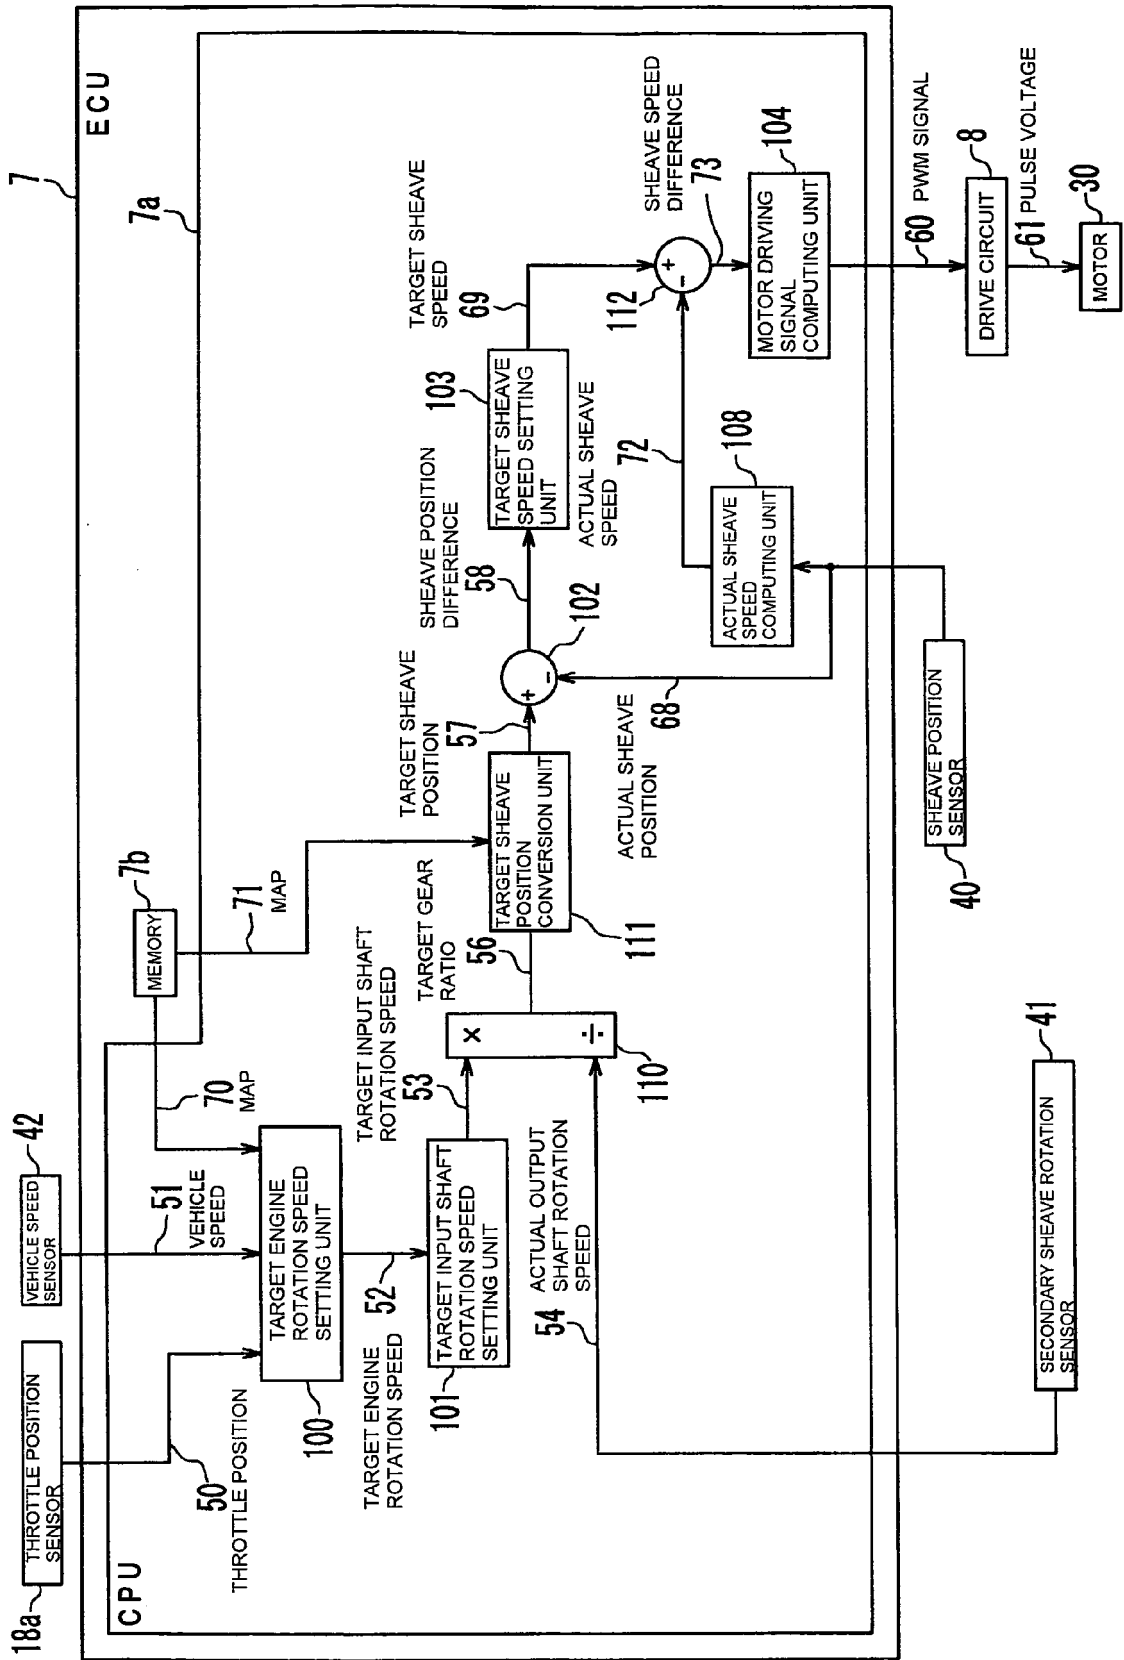 18a
THROTTLE POSITION
SENSOR
VEHICLE SPEED
SENSOR
42
7
ECU
CPU
7a
MEMORY
7b
50
THROTTLE POSITION
51
VEHICLE
SPEED
70
MAP
71
MAP
TARGET ENGINE
ROTATION SPEED
SETTING UNIT
100
52
TARGET ENGINE
ROTATION SPEED
TARGET INPUT SHAFT
ROTATION SPEED
SETTING UNIT
101
TARGET INPUT SHAFT
ROTATION SPEED
53
ACTUAL OUTPUT
SHAFT ROTATION
SPEED
54
×
÷
110
TARGET GEAR
RATIO
56
TARGET SHEAVE
POSITION
CONVERSION UNIT
111
TARGET SHEAVE
POSITION
57
+
-
102
ACTUAL SHEAVE
POSITION
68
SHEAVE POSITION
DIFFERENCE
58
TARGET SHEAVE
SPEED SETTING
UNIT
103
TARGET SHEAVE
SPEED
69
ACTUAL SHEAVE
SPEED
72
ACTUAL SHEAVE
SPEED
COMPUTING UNIT
108
+
-
112
SHEAVE SPEED
DIFFERENCE
73
MOTOR DRIVING
SIGNAL
COMPUTING UNIT
104
60 PWM SIGNAL
DRIVE CIRCUIT
8
61 PULSE VOLTAGE
MOTOR
30
SHEAVE POSITION
SENSOR
40
SECONDARY SHEAVE ROTATION
SENSOR
41